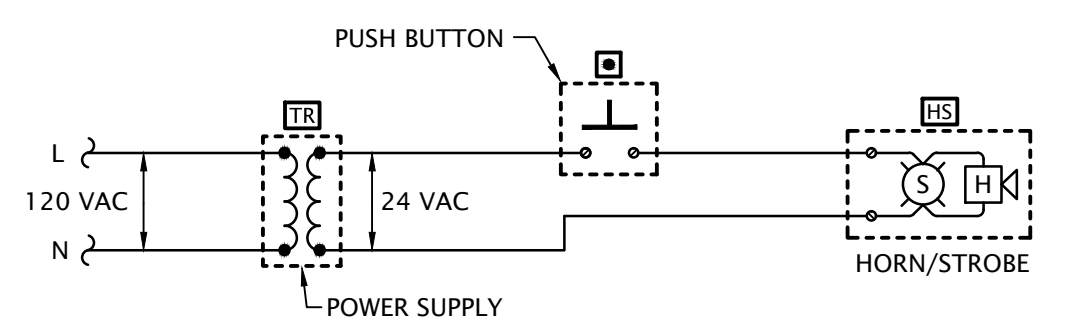 PUSH BUTTON
TR
HS
L
120 VAC
24 VAC
S
H
N
HORN/STROBE
POWER SUPPLY